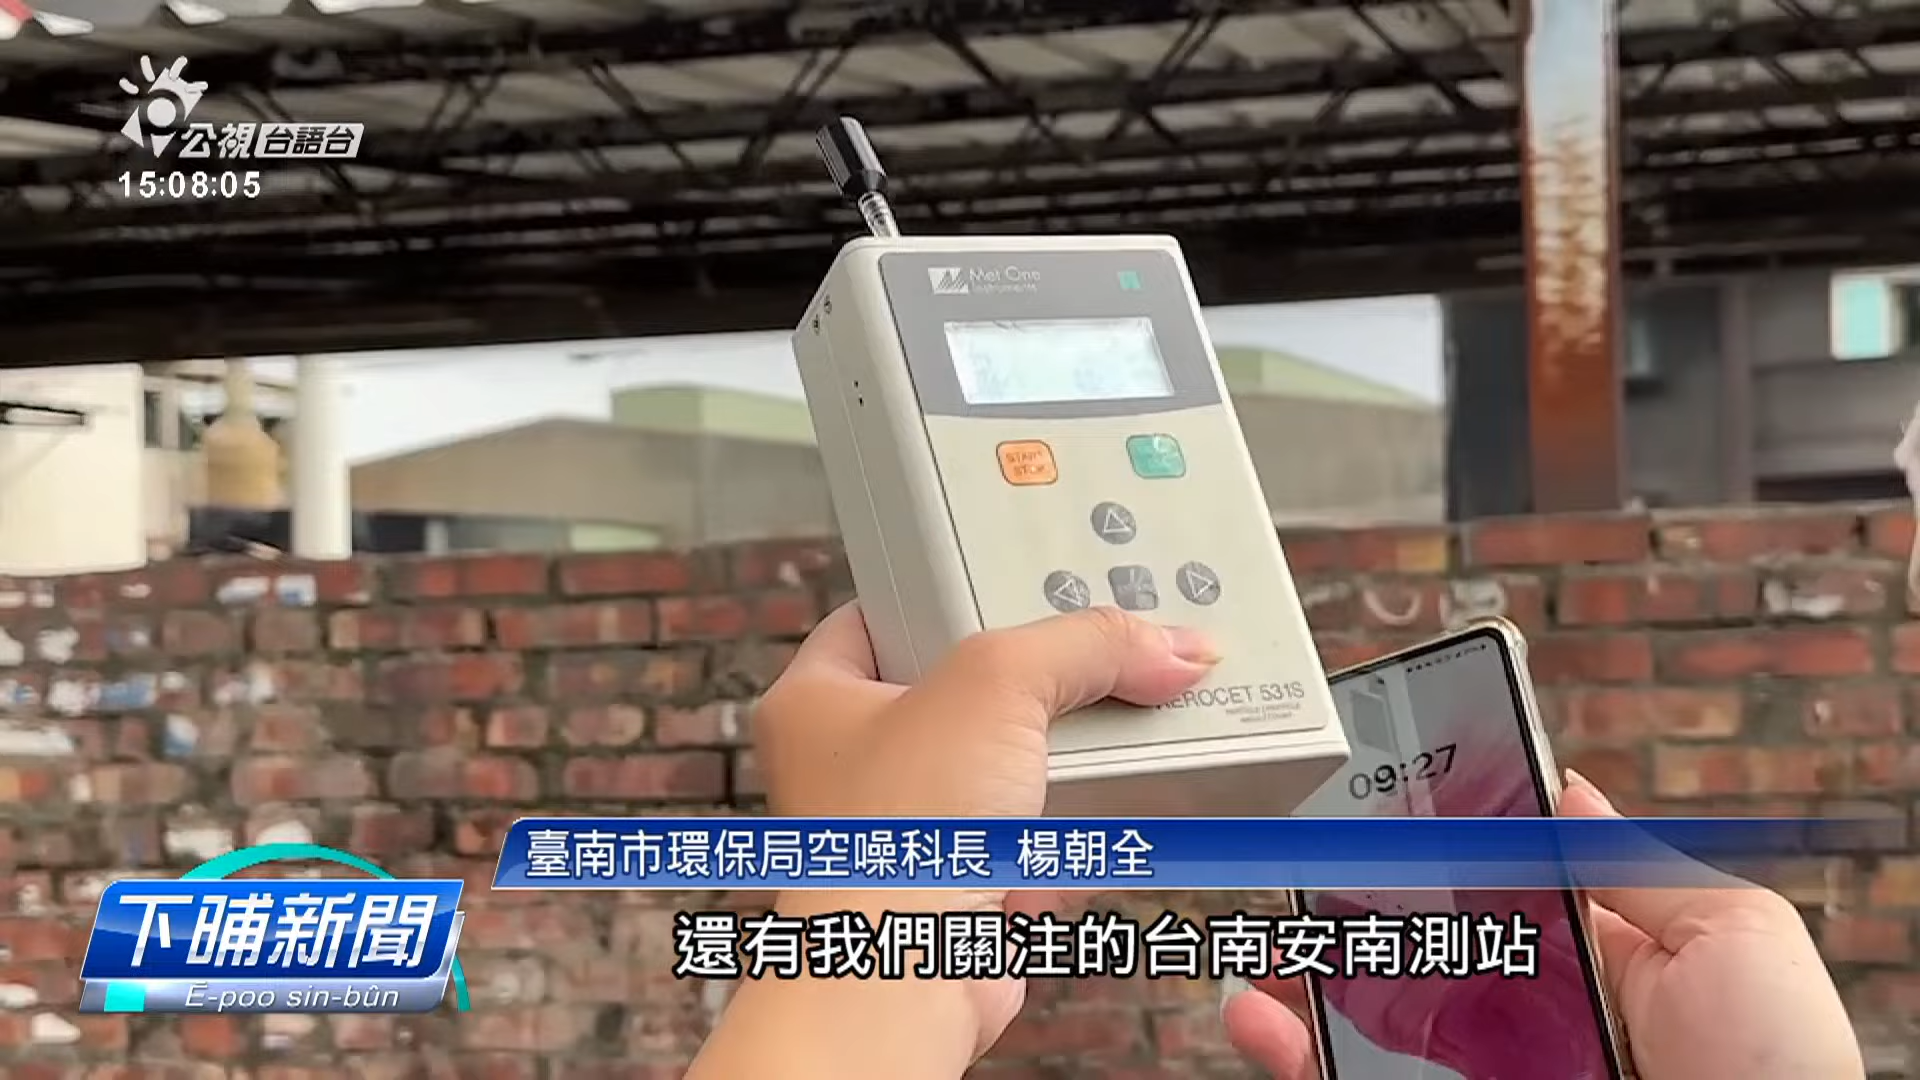 公視台語台
15:08:05
Met One
Instruments
START
STOP
AEROCET 531S
09:27
臺南市環保局空噪科長 楊朝全
下晡新聞
Ē-poo sin-bûn
還有我們關注的台南安南測站